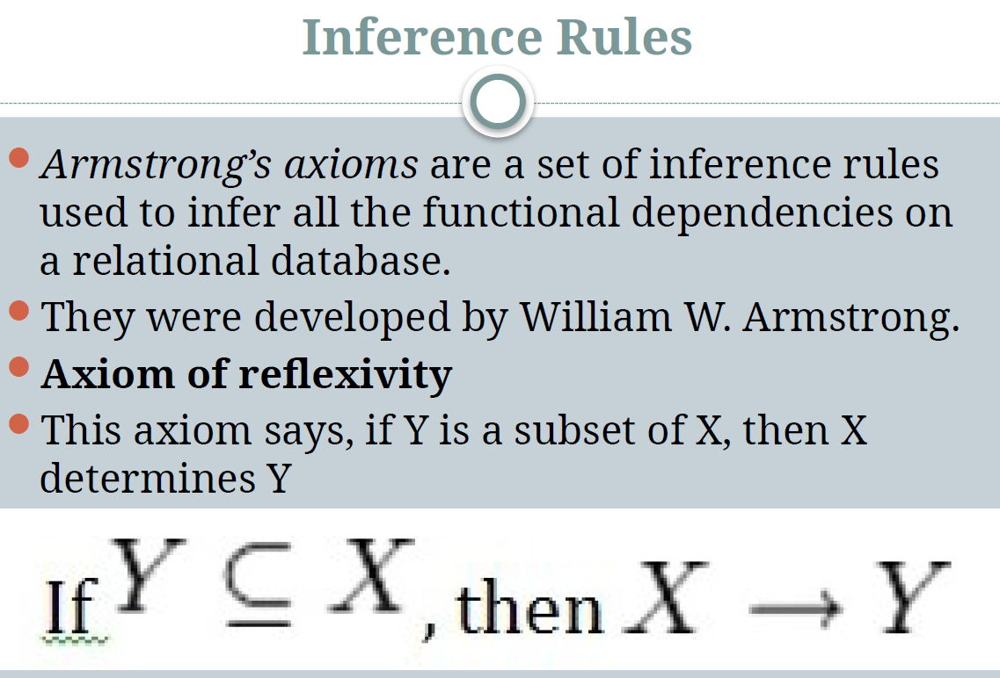 Inference Rules
• Armstrong’s axioms are a set of inference rules
used to infer all the functional dependencies on
a relational database.
• They were developed by William W. Armstrong.
• Axiom of reflexivity
• This axiom says, if Y is a subset of X, then X
determines Y
If Y ⊆ X, then X → Y